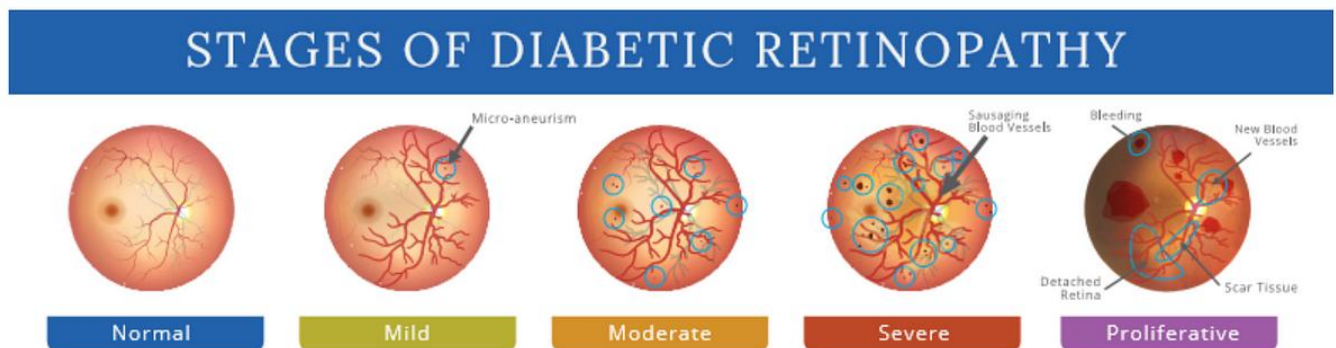 STAGES OF DIABETIC RETINOPATHY
Micro-aneurism
Sausaging
Blood Vessels
Bleeding
New Blood
Vessels
Detached
Retina
Scar Tissue
Normal
Mild
Moderate
Severe
Proliferative